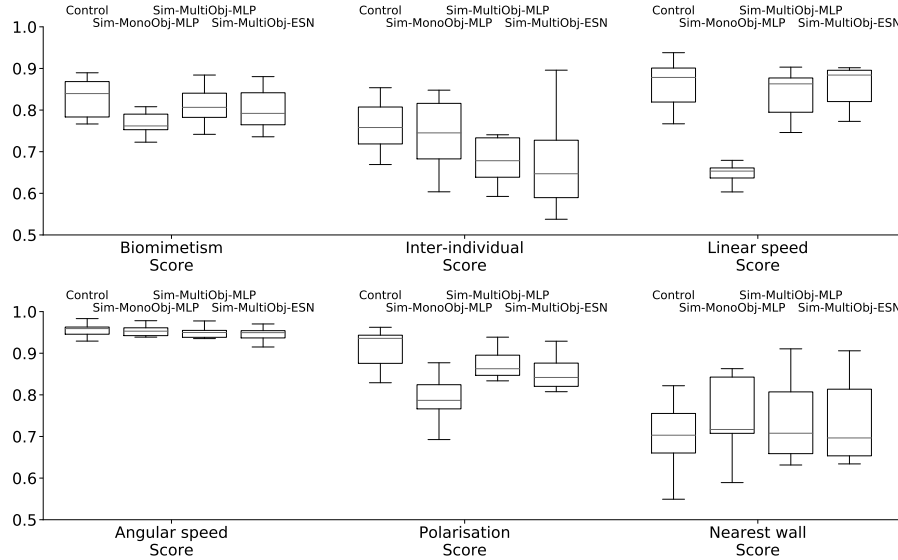 Control Sim-MultiObj-MLP Control Sim-MultiObj-MLP Control Sim-MultiObj-MLP
Sim-MonoObj-MLP Sim-MultiObj-ESN Sim-MonoObj-MLP Sim-MultiObj-ESN Sim-MonoObj-MLP Sim-MultiObj-ESN
1.0
0.9
0.8
0.7
0.6
0.5
Biomimetism Inter-individual Linear speed
Score Score Score
Control Sim-MultiObj-MLP Control Sim-MultiObj-MLP Control Sim-MultiObj-MLP
Sim-MonoObj-MLP Sim-MultiObj-ESN Sim-MonoObj-MLP Sim-MultiObj-ESN Sim-MonoObj-MLP Sim-MultiObj-ESN
1.0
0.9
0.8
0.7
0.6
0.5
Angular speed Polarisation Nearest wall
Score Score Score